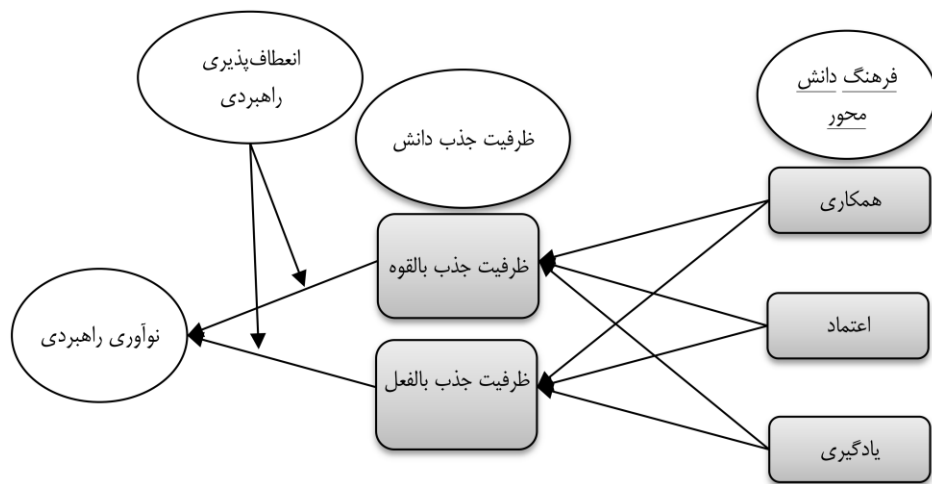 فرهنگ دانش
محور
همکاری
اعتماد
یادگیری
ظرفیت جذب دانش
ظرفیت جذب بالقوه
ظرفیت جذب بالفعل
انعطاف‌پذیری
راهبردی
نوآوری راهبردی